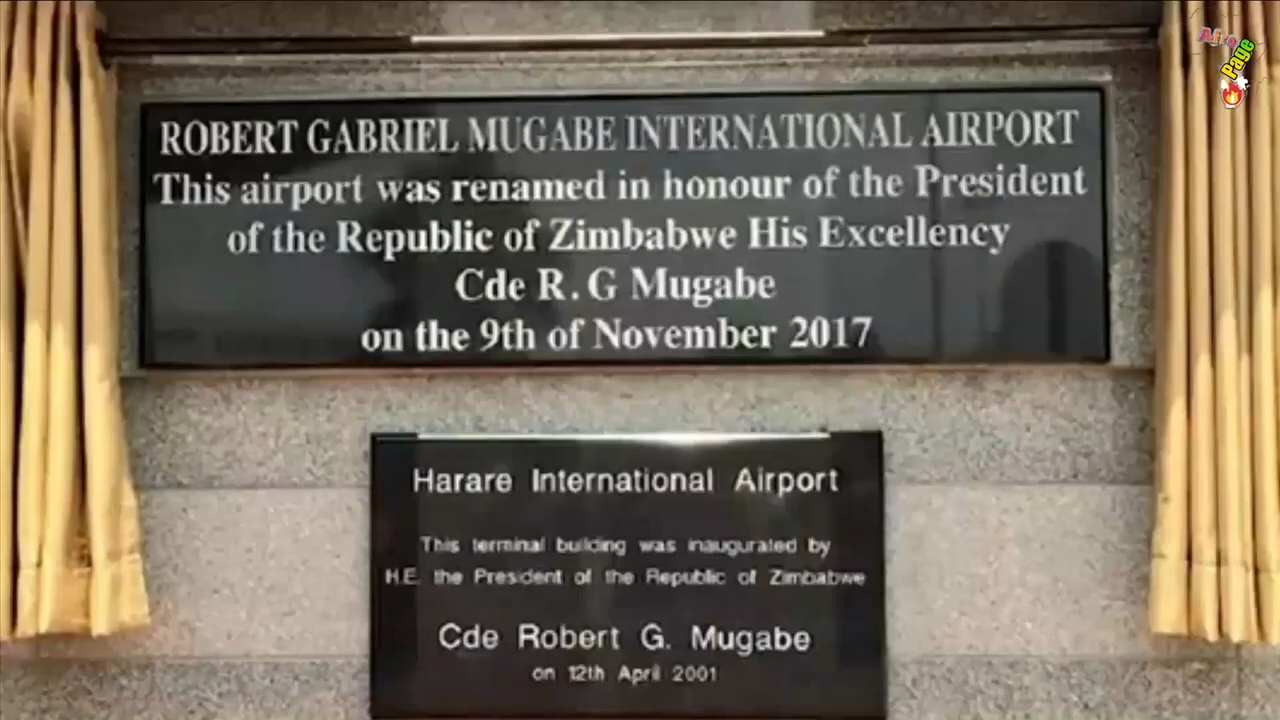 Afro
Page
ROBERT GABRIEL MUGABE INTERNATIONAL AIRPORT
This airport was renamed in honour of the President
of the Republic of Zimbabwe His Excellency
Cde R. G Mugabe
on the 9th of November 2017
Harare International Airport
This terminal building was inaugurated by
H.E. the President of the Republic of Zimbabwe
Cde Robert G. Mugabe
on 12th April 2001